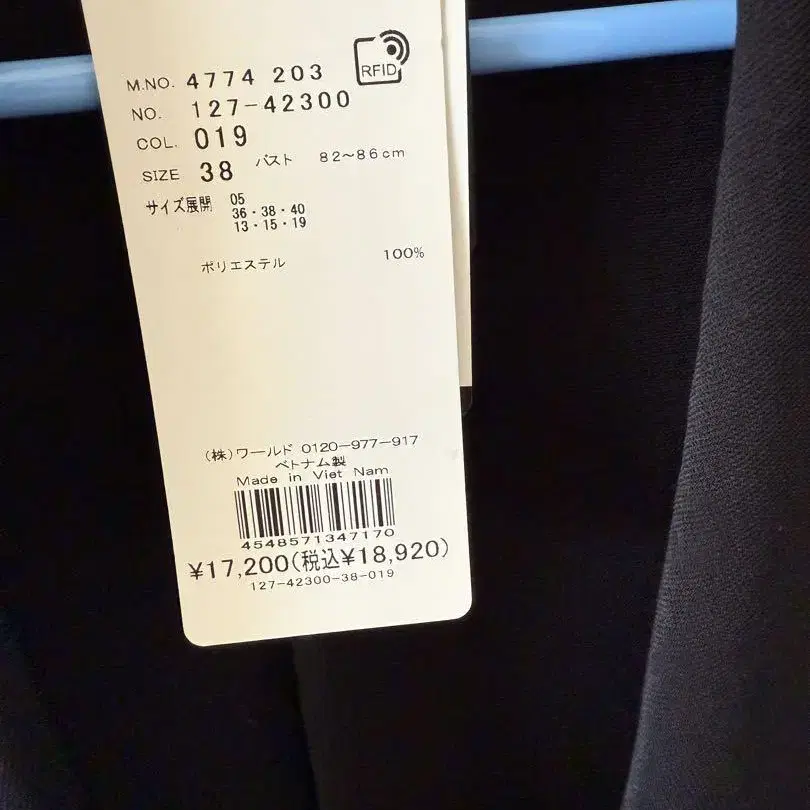 RFID
M.NO. 4774 203
NO. 127-42300
COL. 019
SIZE 38 バスト 82~86cm
サイズ展開 05
36・38・40
13・15・19
ポリエステル 100%
(株)ワールド 0120-977-917
ベトナム製
Made in Viet Nam
4548571347170
¥17,200(税込¥18,920)
127-42300-38-019